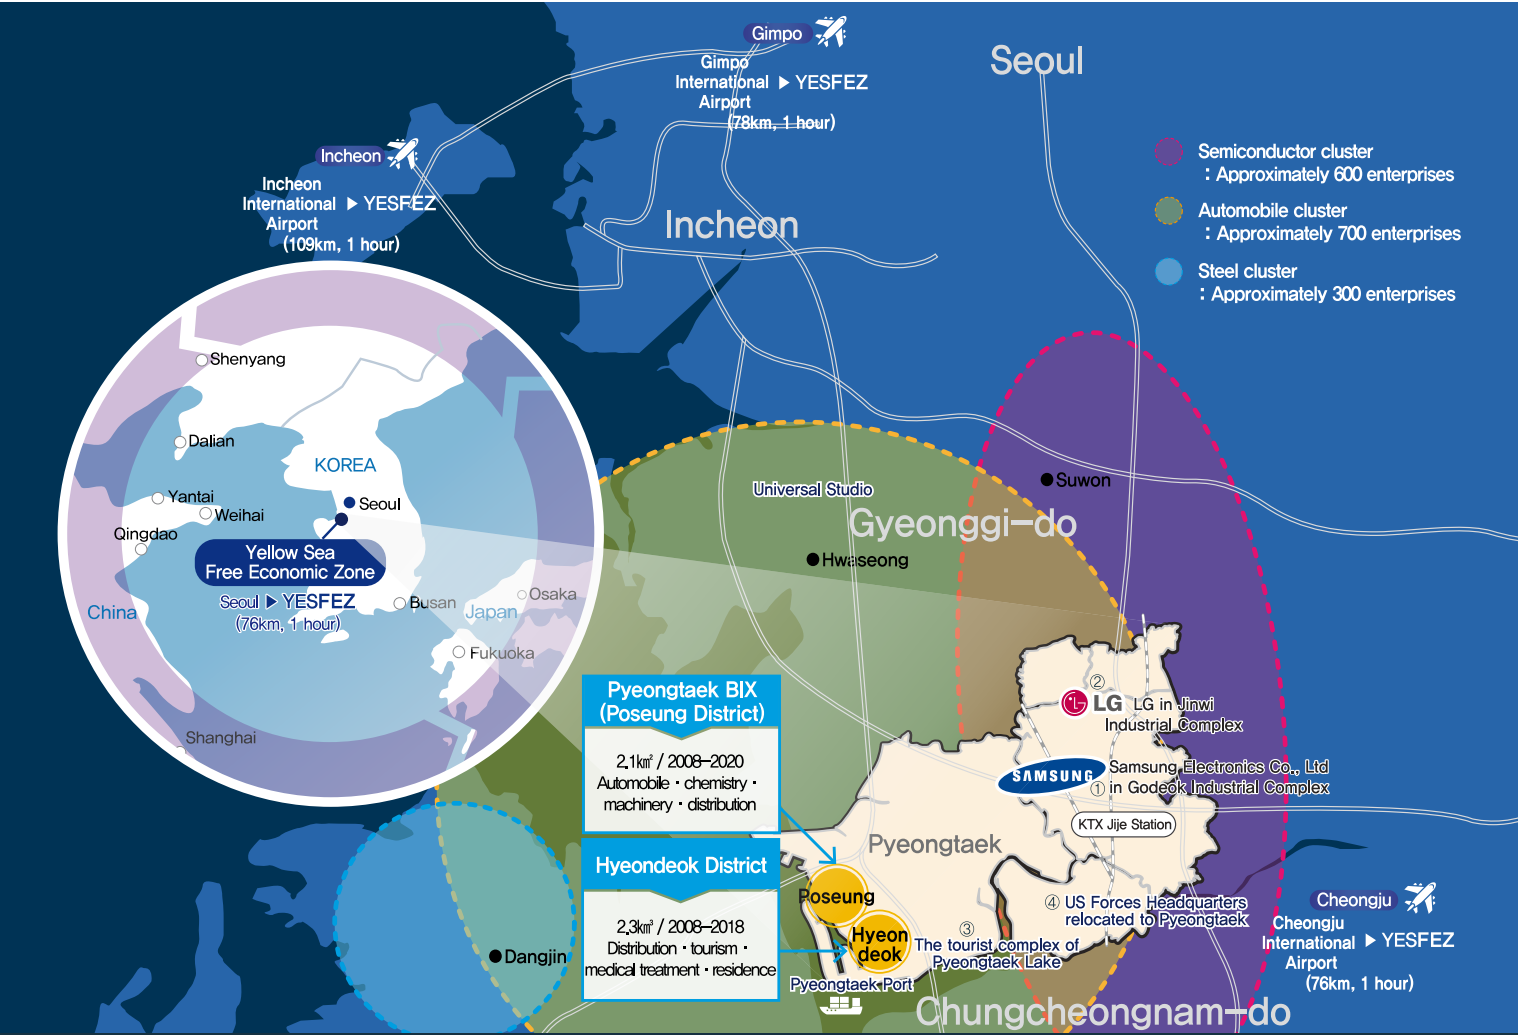 Gimpo
Gimpo
International ▶ YESFEZ
Airport
(78km, 1 hour)
Seoul
Incheon
Incheon
International ▶ YESFEZ
Airport
(109km, 1 hour)
Incheon
Semiconductor cluster
: Approximately 600 enterprises
Automobile cluster
: Approximately 700 enterprises
Steel cluster
: Approximately 300 enterprises
Shenyang
Dalian
KOREA
Yantai
Weihai
Seoul
Qingdao
Yellow Sea
Free Economic Zone
Seoul ▶ YESFEZ
(76km, 1 hour)
China
Busan
Japan
Osaka
Fukuoka
Shanghai
Suwon
Universal Studio
Gyeonggi-do
Hwaseong
Pyeongtaek BIX
(Poseung District)
2.1㎢ / 2008-2020
Automobile · chemistry ·
machinery · distribution
Hyeondeok District
2.3㎢ / 2008-2018
Distribution · tourism ·
medical treatment · residence
②
LG LG in Jinwi
Industrial Complex
SAMSUNG Samsung Electronics Co., Ltd
① in Godeok Industrial Complex
KTX Jije Station
Pyeongtaek
Poseung
Hyeon
deok
③
The tourist complex of
Pyeongtaek Lake
④ US Forces Headquarters
relocated to Pyeongtaek
Pyeongtaek Port
Dangjin
Chungcheongnam-do
Cheongju
Cheongju
International ▶ YESFEZ
Airport
(76km, 1 hour)